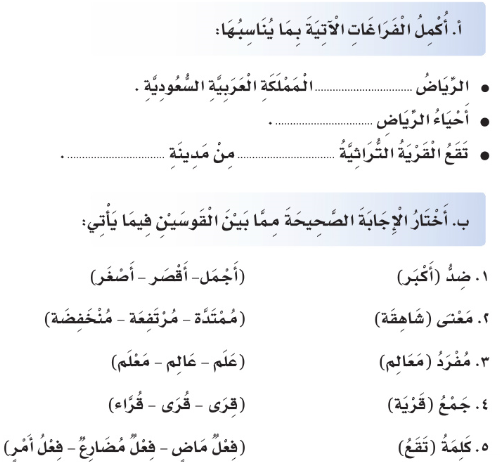 أ. أُكْمِلُ الْفَرَاغَاتِ الْآتِيَةَ بِمَا يُنَاسِبُهَا:
● الرِّيَاضُ ........................... الْمَمْلَكَةِ الْعَرَبِيَّةِ السُّعُودِيَّةِ .
● أَحْيَاءُ الرِّيَاضِ ........................... .
● تَقَعُ الْقَرْيَةُ التُّرَاثِيَّةُ ........................... مِنْ مَدِينَةِ ........................... .
ب. أَخْتَارُ الْإِجَابَةَ الصَّحِيحَةَ مِمَّا بَيْنَ الْقَوْسَيْنِ فِيمَا يَأْتِي:
١. ضِدُّ (أَكْبَر) (أَجْمَل- أَقْصَر - أَصْغَر)
٢. مَعْنَى (شَاهِقَة) (مُمْتَدَّة - مُرْتَفِعَة - مُنْخَفِضَة)
٣. مُفْرَدُ (مَعَالِم) (عَلَم - عَالِم - مَعْلَم)
٤. جَمْعُ (قَرْيَة) (قِرَى - قُرَى - قُرَّاء)
٥. كَلِمَةُ (تَقَعُ) (فِعْلٌ مَاضٍ - فِعْلٌ مُضَارِعٌ - فِعْلُ أَمْرٍ)